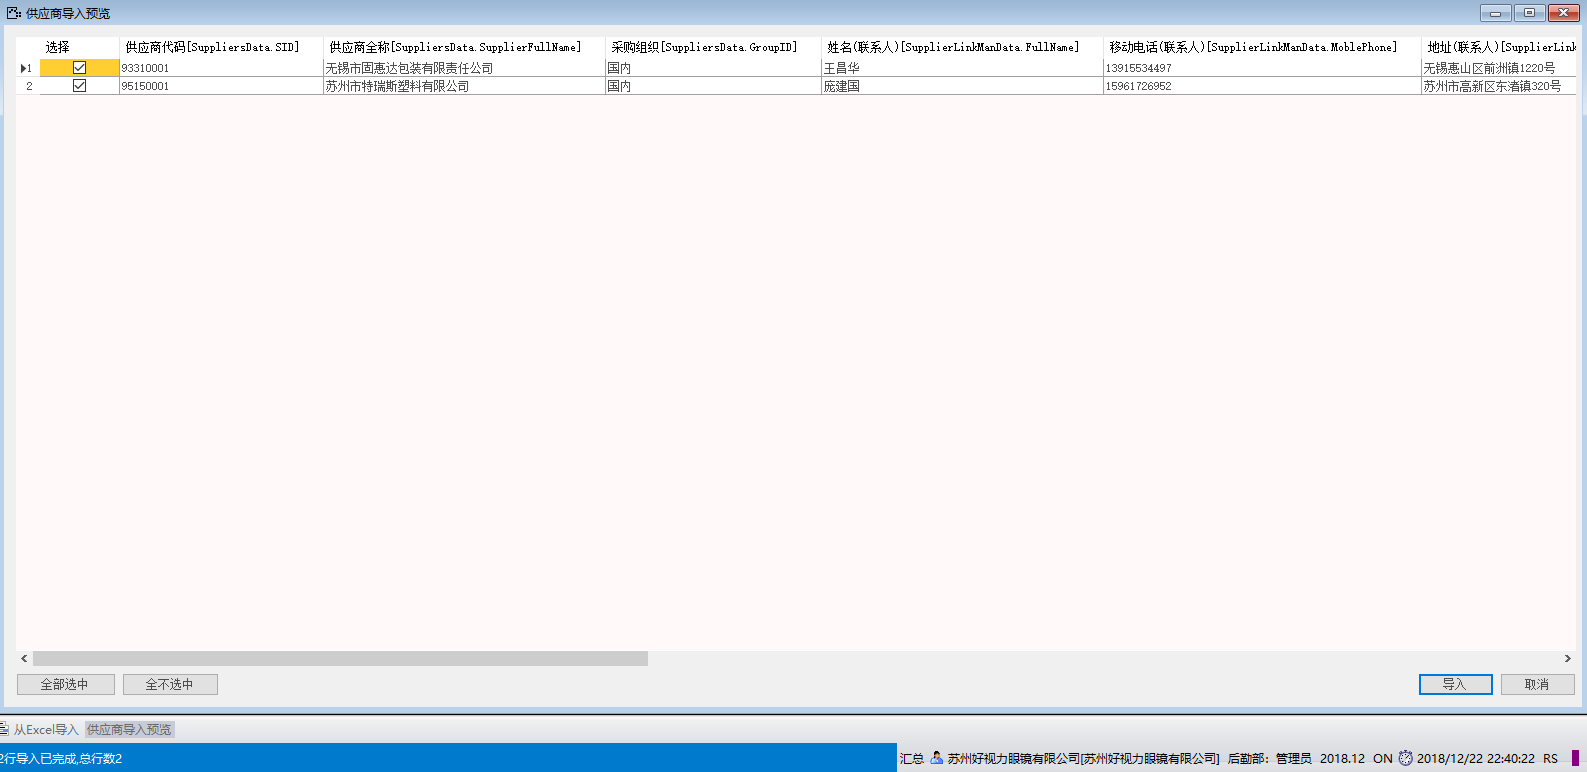 供应商导入预览
选择 供应商代码[SuppliersData.SID] 供应商全称[SuppliersData.SupplierFullName] 采购组织[SuppliersData.GroupID] 姓名(联系人)[SupplierLinkManData.FullName] 移动电话(联系人)[SupplierLinkManData.MoblePhone] 地址(联系人)[SupplierLink
1 93310001 无锡市固惠达包装有限责任公司 国内 王昌华 13915534497 无锡惠山区前洲镇1220号
2 95150001 苏州市特瑞斯塑料有限公司 国内 庞建国 15961726952 苏州市高新区东渚镇320号
全部选中 全不选中 导入 取消
从Excel导入 供应商导入预览
2行导入已完成,总行数2 汇总 苏州好视力眼镜有限公司[苏州好视力眼镜有限公司] 后勤部: 管理员 2018.12 ON 2018/12/22 22:40:22 RS